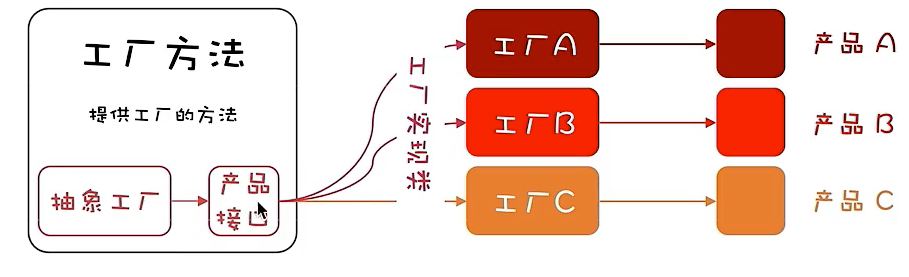 工厂方法
提供工厂的方法
抽象工厂
产品
接口
工厂实现类
工厂A
产品 A
工厂B
产品 B
工厂C
产品 C